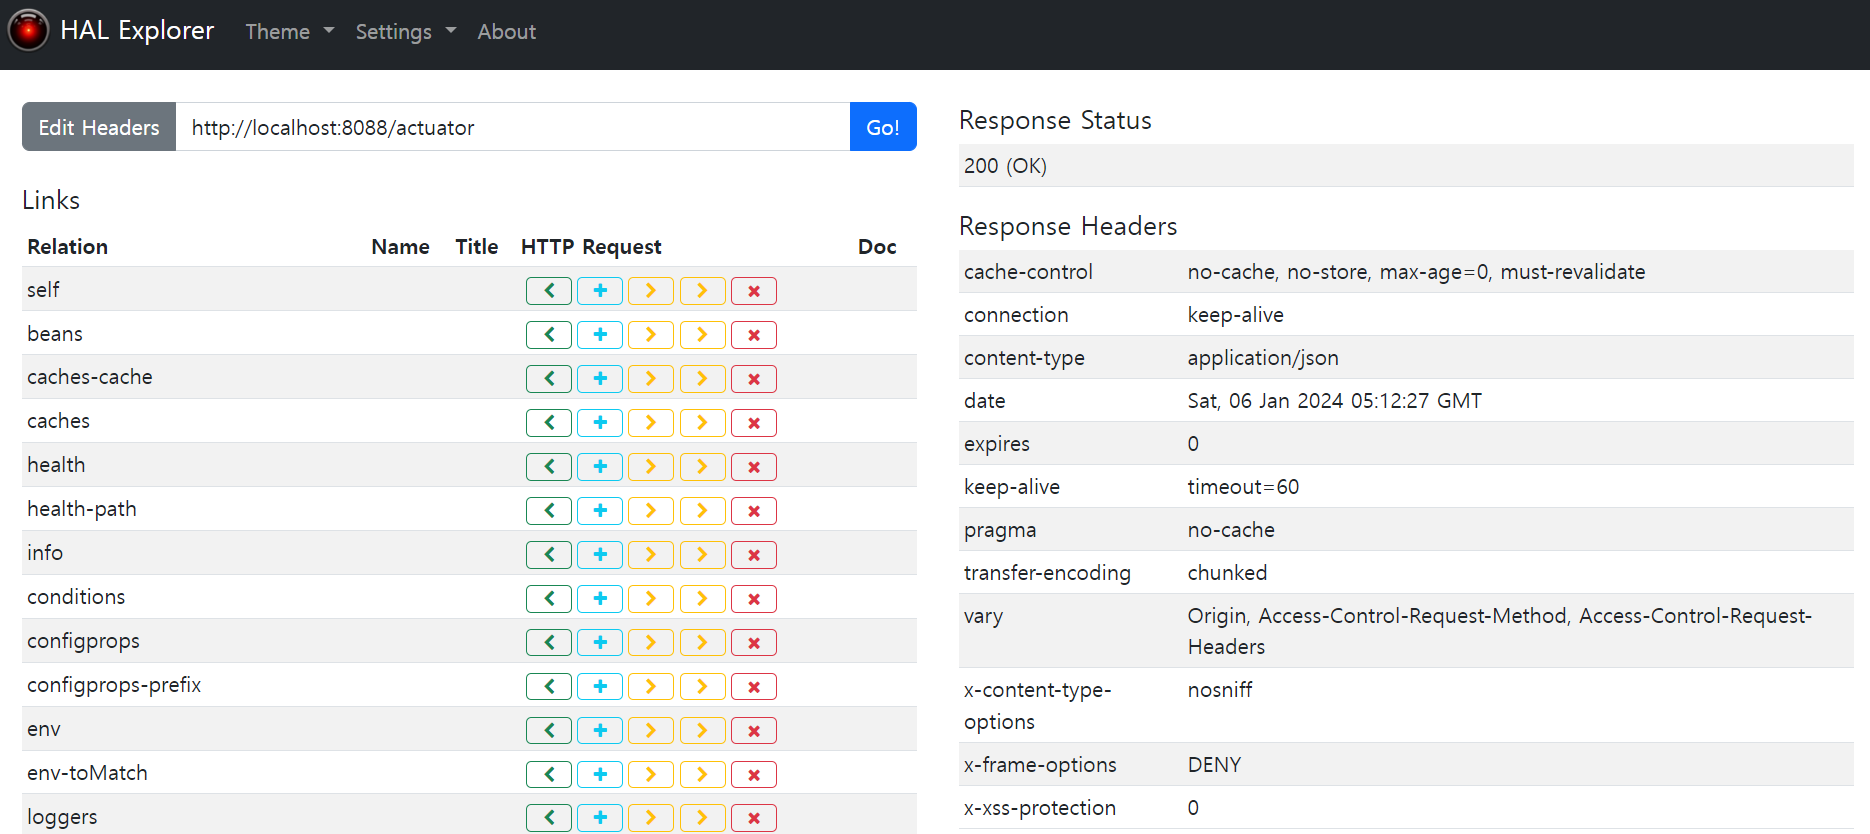 HAL Explorer Theme Settings About
Edit Headers http://localhost:8088/actuator Go!
Links
Relation Name Title HTTP Request Doc
self
beans
caches-cache
caches
health
health-path
info
conditions
configprops
configprops-prefix
env
env-toMatch
loggers
Response Status
200 (OK)
Response Headers
cache-control no-cache, no-store, max-age=0, must-revalidate
connection keep-alive
content-type application/json
date Sat, 06 Jan 2024 05:12:27 GMT
expires 0
keep-alive timeout=60
pragma no-cache
transfer-encoding chunked
vary Origin, Access-Control-Request-Method, Access-Control-Request-
Headers
x-content-type- nosniff
options
x-frame-options DENY
x-xss-protection 0